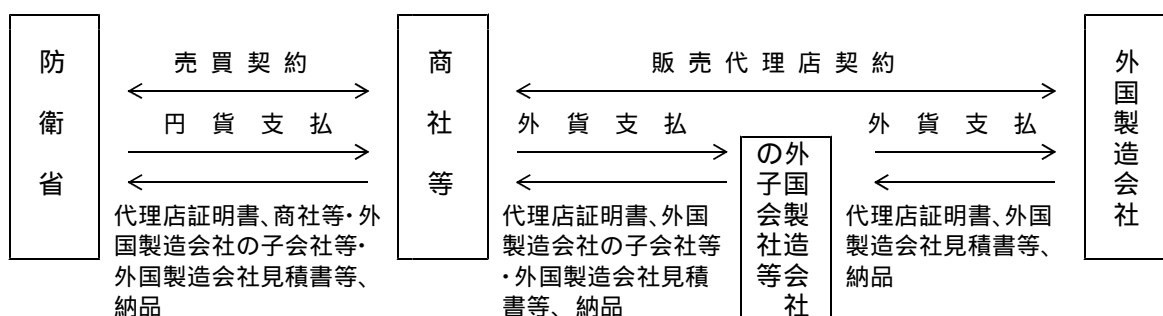 防衛省
売買契約
円貨支払
代理店証明書、商社等・外
国製造会社の子会社等・
外国製造会社見積書等、
納品
商社等
販売代理店契約
外貨支払
代理店証明書、外国
製造会社の子会社等
・外国製造会社見積
書等、納品
外国製造会社
の子会社等
外貨支払
代理店証明書、外国
製造会社見積書等、
納品
外国製造会社